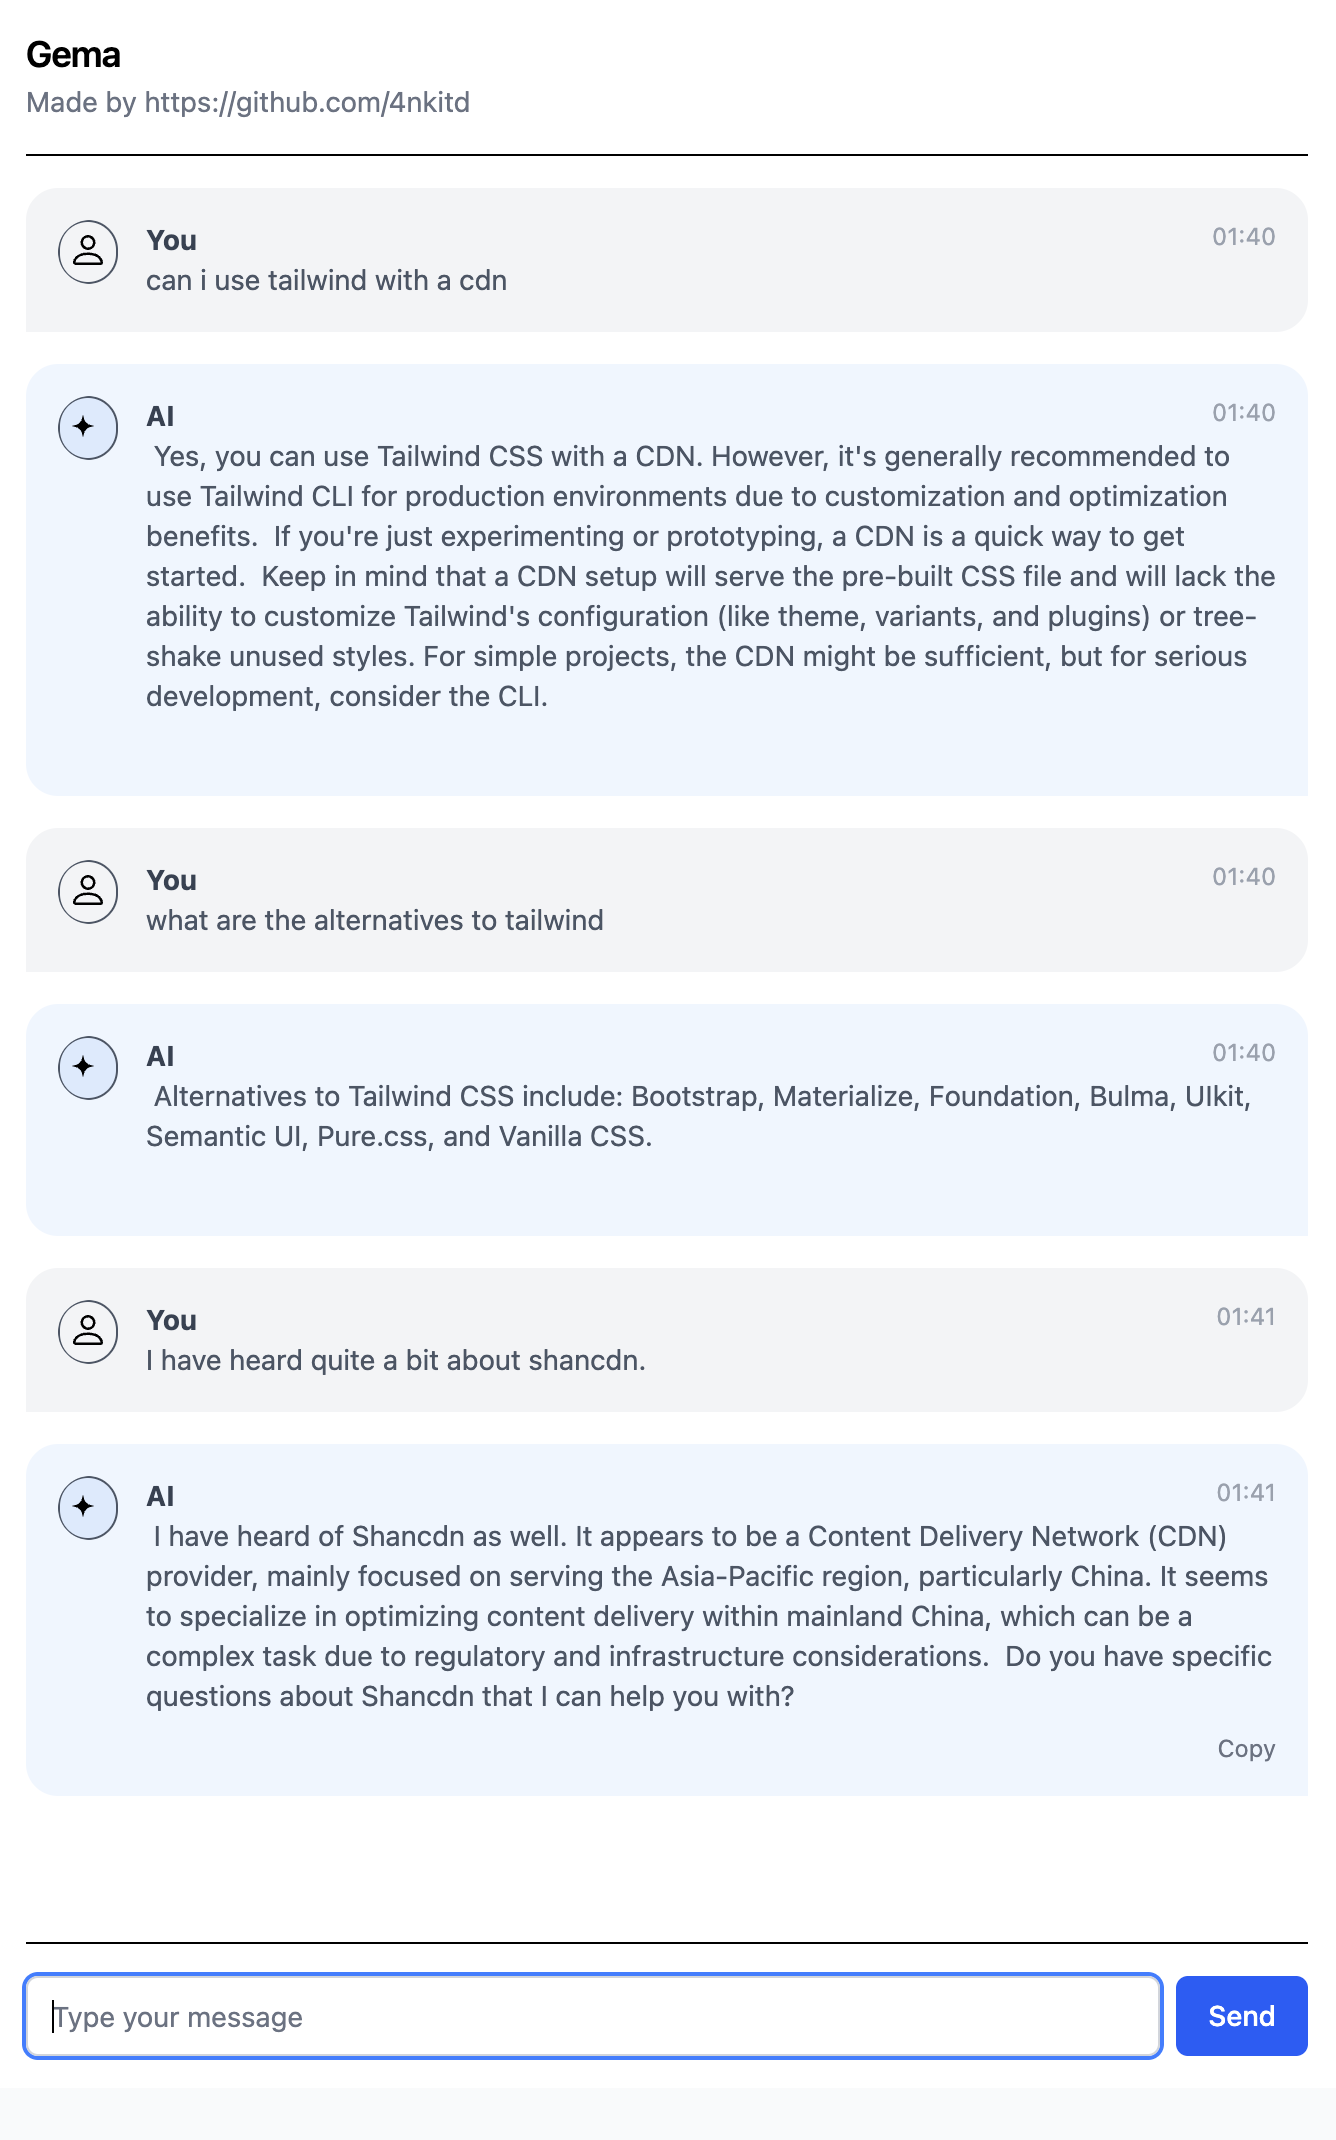 Gema
Made by https://github.com/4nkitd
You
01:40
can i use tailwind with a cdn
AI
01:40
Yes, you can use Tailwind CSS with a CDN. However, it's generally recommended to
use Tailwind CLI for production environments due to customization and optimization
benefits.  If you're just experimenting or prototyping, a CDN is a quick way to get
started.  Keep in mind that a CDN setup will serve the pre-built CSS file and will lack the
ability to customize Tailwind's configuration (like theme, variants, and plugins) or tree-
shake unused styles. For simple projects, the CDN might be sufficient, but for serious
development, consider the CLI.
You
01:40
what are the alternatives to tailwind
AI
01:40
Alternatives to Tailwind CSS include: Bootstrap, Materialize, Foundation, Bulma, UIkit,
Semantic UI, Pure.css, and Vanilla CSS.
You
01:41
I have heard quite a bit about shancdn.
AI
01:41
I have heard of Shancdn as well. It appears to be a Content Delivery Network (CDN)
provider, mainly focused on serving the Asia-Pacific region, particularly China. It seems
to specialize in optimizing content delivery within mainland China, which can be a
complex task due to regulatory and infrastructure considerations.  Do you have specific
questions about Shancdn that I can help you with?
Copy
Type your message
Send